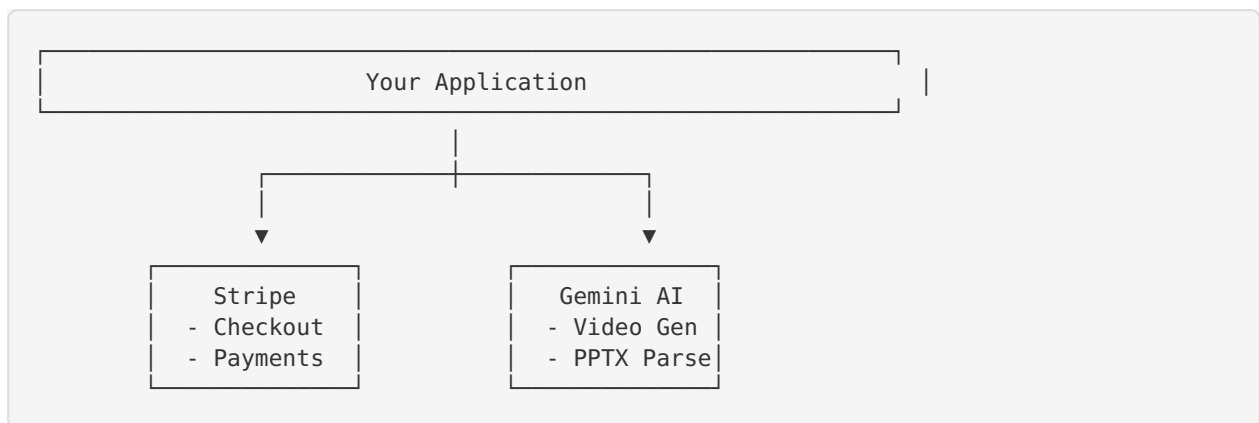 Your Application
Stripe Gemini AI
- Checkout - Video Gen
- Payments - PPTX Parse